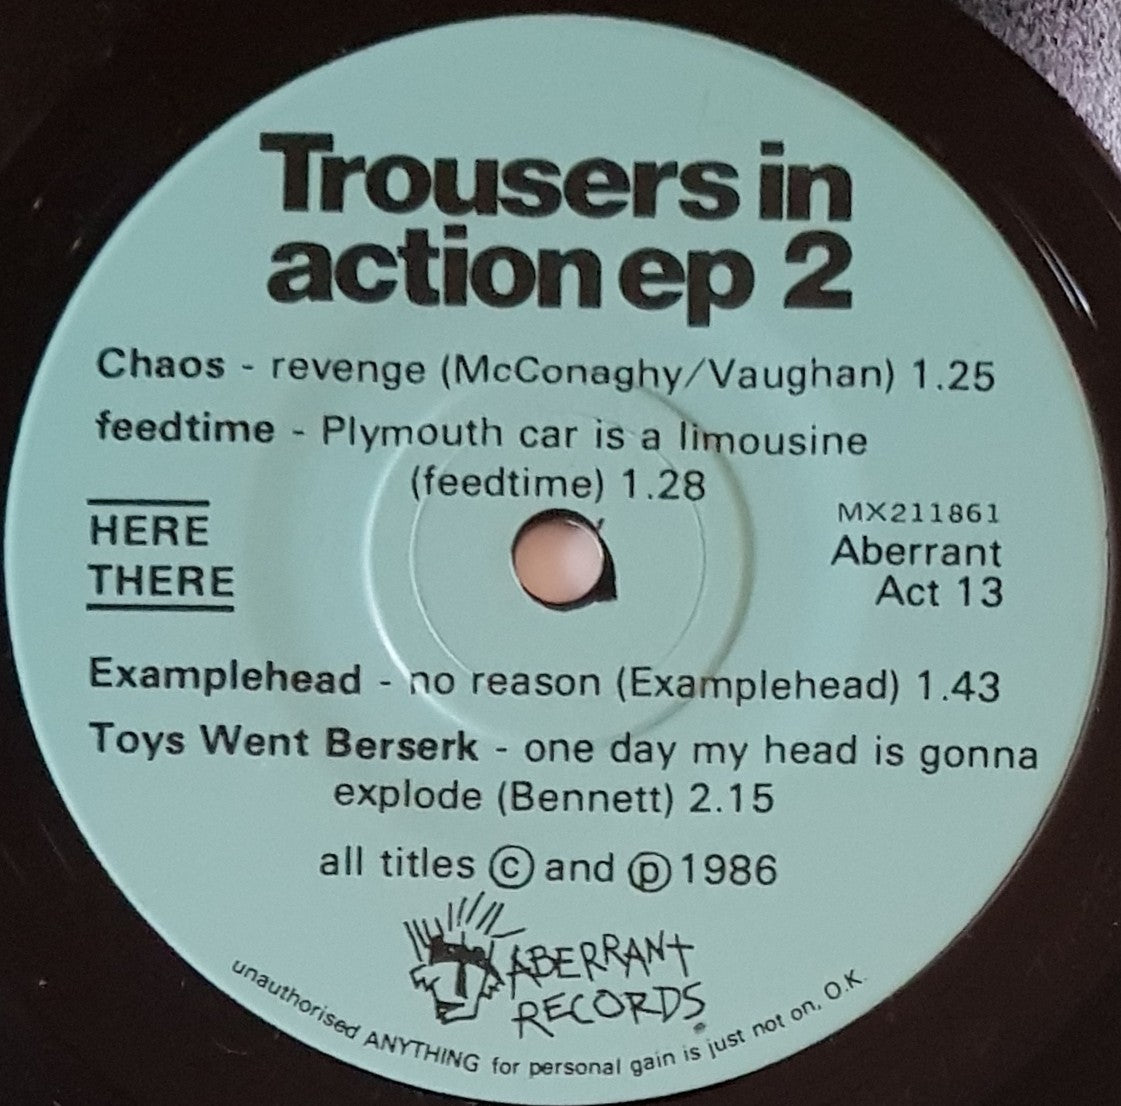 Trousers in
action ep 2
Chaos - revenge (McConaghy/Vaughan) 1.25
feedtime - Plymouth car is a limousine
(feedtime) 1.28
HERE
THERE
MX211861
Aberrant
Act 13
Examplehead - no reason (Examplehead) 1.43
Toys Went Berserk - one day my head is gonna
explode (Bennett) 2.15
all titles ⓒ and ⓟ 1986
ABERRANT
RECORDS
unauthorised ANYTHING for personal gain is just not on, O.K.